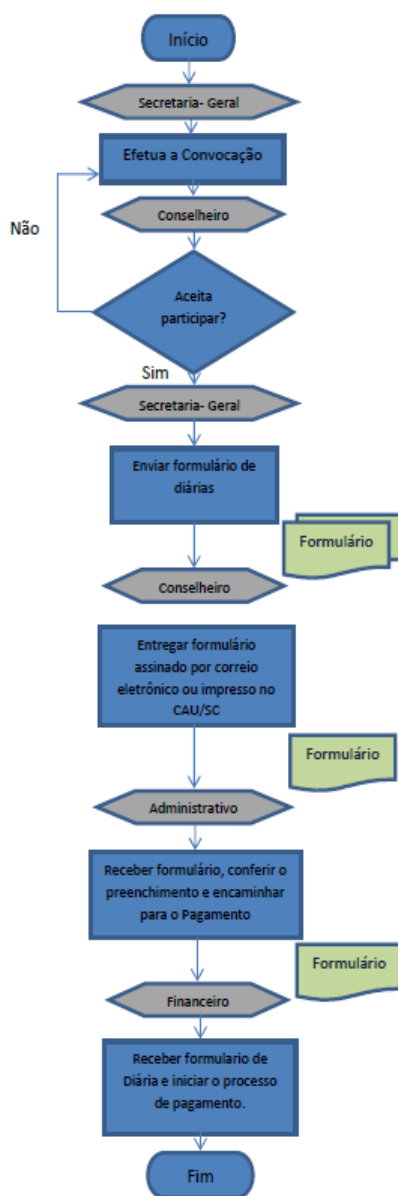 Início
Secretaria- Geral
Efetua a Convocação
Conselheiro
Não
Aceita
participar?
Sim
Secretaria- Geral
Enviar formulário de
diárias
Formulário
Conselheiro
Entregar formulário
assinado por correio
eletrônico ou impresso no
CAU/SC
Formulário
Administrativo
Receber formulário, conferir o
preenchimento e encaminhar
para o Pagamento
Formulário
Financeiro
Receber formulario de
Diária e iniciar o processo
de pagamento.
Fim